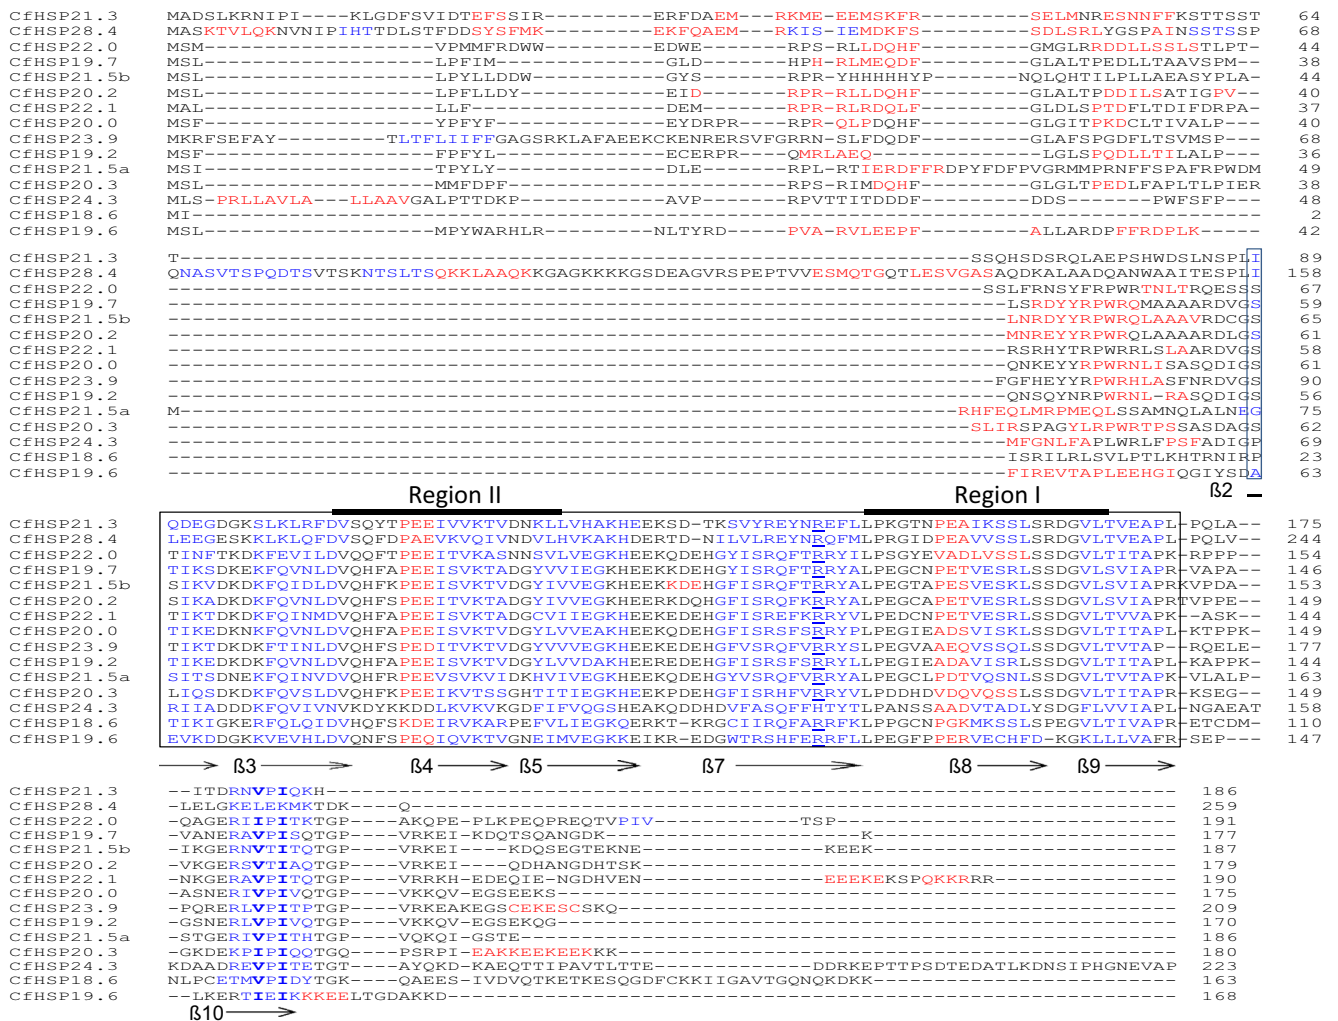 CfHSP21.3 MADSLKRNIPI------KLGDFSVIDTEFSSIR----------ERFDAEM---RKME-EEMSKFR--------SELMNRESNNFFKSTTSST 64
CfHSP28.4 MASKTVLQKNVNIPIHTTDLSTFDDSYSFMK---------EKFQAEM---RKIS-IEMDKFS--------SDLSRLYGSPAINSSTSSP 68
CfHSP22.0 MSM-----------------VPMMFRDWW----------EDWE------RPS-RLLDQHF--------GMGLRRDDLLSSLSTLPT-- 44
CfHSP19.7 MSL-----------------LPFIM------------GLD-------HPH-RLMEQDF--------GLALTPEDLLTAAVSPM--- 38
CfHSP21.5b MSL-----------------LPYLLDDW----------GYS-------RPR-RYHHHHHYP------NQLQHTILPLLAEASYPLA- 44
CfHSP20.2 MSL-----------------LPFLLDY-----------EID-------RPR-RLLDQHF--------GLALTPDDILSATIGPV-- 40
CfHSP22.1 MAL-----------------LLF--------------DEM-------RPR-RLRDQLF--------GLDLSPTDFLTDIFDRPA- 37
CfHSP20.0 MSF-----------------YPFYF------------EYDRPR----RPR-QLPDQHF--------GLGITPKDCLTIVALP--- 40
CfHSP23.9 MKRFSEFAY----------TLTFLIIFFGAGSRKLAFAEEKCKENRERSVFGRRN-SLFDQDF--------GLAFSPGDFLTSVMSP---- 68
CfHSP19.2 MSF-----------------FPFYL------------ECERPR----QMRLAEQ------------LGLSPQDLLTILALP---- 36
CfHSP21.5a MSI-----------------TPYLY------------DLE-------RPL-RTIERDFFRDPYFDFPVGRMMPRNFFSPAFRPWDM 49
CfHSP20.3 MSL-----------------MMFDPF-----------------------RPS-RIMDQHF--------GLGLTPEDLFAPLTLPIER 38
CfHSP24.3 MLS-PRLLAVLA---LLAAVGALPTTDKP---------AVP------RPVTTITDDDF--------DDS------PWFSFP---- 48
CfHSP18.6 MI---------------------------------------------------------------------------------- 2
CfHSP19.6 MSL-----------------MPYWARHLR--------NLTYRD----PVA-RVLEEPF--------ALLARDPFFRDPLK---- 42
CfHSP21.3 T------------------------------------------------------------SSQHSDSRQLAEPSHWDSLNSPLI 89
CfHSP28.4 QNASVTSPQDTSVTSKNTSLTSQKKLAAQKKGAGKKKKGSDEAGVRSPEPTVVESMQTGQTLESVGASAQDKALAADQANWAAITESPLI 158
CfHSP22.0 --------------------------------------------------------------SSLFRNSYFRPWRTNLTRQESSS 67
CfHSP19.7 ----------------------------------------------------------------LSRDYYRPWRQMAAAARDVGS 59
CfHSP21.5b ----------------------------------------------------------------LNRDYYRPWRQLAAAVRDCGS 65
CfHSP20.2 ----------------------------------------------------------------MNREYYRPWRQLAAAARDLGS 61
CfHSP22.1 ----------------------------------------------------------------RSRHYTRPWRRLSLAARDVGS 58
CfHSP20.0 ----------------------------------------------------------------QNKEYYRPWRNLISASQDIGS 61
CfHSP23.9 ---------------------------------------------------------------FGFHEYYRPWRHLASFNRDVGS 90
CfHSP19.2 ----------------------------------------------------------------QNSQYNRPWRNL-RASQDIGS 56
CfHSP21.5a M-----------------------------------------------------------RHFEQLMRPMEQLSSAMNQLALNEG 75
CfHSP20.3 -------------------------------------------------------------SLIRSPAGYLRPWRTPSSASDAGS 62
CfHSP24.3 ----------------------------------------------------------------MFGNLFAPLWRLFPSFADIGP 69
CfHSP18.6 ----------------------------------------------------------------ISRILRLSVLPTLKHTRNIRP 23
CfHSP19.6 ----------------------------------------------------------------FIREVTAPLEEHGIQGIYSDA 63
ß2
Region II Region I
CfHSP21.3 QDEGDGKSLKLRFDVSQYTPEEIVVKTVDNKLLVHAKHEEKSD-TKSVYREYNREFLLPKGTNPEAIKSSLSRDGVLTVEAPL-PQLA-- 175
CfHSP28.4 LEEGESKKLKLQFDVSQFDPAEVKVQIVNDVLHVKAKHDERTD-NILVLREYNRQFMLPRGIDPEAVVSSLSKDGVLTITAPL-PQLV-- 244
CfHSP22.0 TINFTKDKFEVILDVQQFTPEEITVKASNNSVLVEGKHEEKQDEHGYISRQFTRRYILPSGYEVADLVSSLSSDGVLTITAPK-RPPP-- 154
CfHSP19.7 TIKSDKEKFQVNLDVQHFAPEEISVKTADGYVVIEGKHEEKKDEHGYISRQFTRRYALPEGCNPETVESRLSSDGVLSVIAPR-VAPA-- 146
CfHSP21.5b SIKVDKDKFQIDLDVQHFTPEEISVKTADGYIVVEGKHEEKKDEHGFISRQFTRRYALPEGTAPESVESKLSSDGVLSVIAPRKVPDA-- 153
CfHSP20.2 SIKADKDKFQVNLDVQHFSPEEITVKTADGYIVVEGKHEERKDQHGFISRQFKRRYALPEGCAPETVESRLSSDGVLSVIAPRTVPPE-- 149
CfHSP22.1 TIKTDKDKFQINMDVQHFAPEEISVKTADGCVIIEGKHEEKEDEHGFISREFKRRYVLPEDCNPETVESRLSSDGVLTVVAPK--ASK-- 144
CfHSP20.0 TIKEDKNKFQVNLDVQHFAPEEISVKTVDGYLVVEAKHEEKQDEHGFISRSFSRRYPLPEGIEADSVISKLSSDGVLTITAPL-KTPPK- 149
CfHSP23.9 TIKTDKEKFTINLDVQHFSPEDITVKTVDGYVVVEGKHEEKQDEHGFVSRQFVRRYSLPEGVAAEQVSSQLSSDGVLTITAP--RQELE- 177
CfHSP19.2 TIKEDKDKFQVNLDVQHFAPEEISVKTVDGYLVVDAKHEEREDEHGFISRSFSRRYLLPEGIEADAVISRLSSDGVLTITAPL-KAPPK- 144
CfHSP21.5a SITSDNEKFQINVDVQHFRPEEVSVKVIDKHVIVEGKHEEKEDEHGYVSRQFVRRYALPEGCLPDTVQSNLSSDGVLTITAPK-VLALP- 163
CfHSP20.3 LIQSDKDKFQVSLDVQHFKPEEIKVTSSGHTITIEGKHEEKPDEHGFISRHFVRRYVLPDDHDVDQVQSSLSSDGVLTITAPR-KSEG-- 149
CfHSP24.3 RIIADDDKFQVIVNVKDYKKDDLKVKVKGDFIFVQGSHEAKQDDHDVFASQFFHTYTLPANSSAADVTADLYSDGFLVVIAPL-NGAEAT 158
CfHSP18.6 TIKIGKERFQLQIDVHQFSKDEIRVKARPEFVLIEGKQERKT-KRGCIIRQFARRFKLPPGCNPGKMKSSLSPEGVLTIVAPR-ETCDM- 110
CfHSP19.6 EVKDDGKKVEVHLDVQNFSPEQIQVKTVGNEIMVEGKKEIKR-EDGWTRSHFERRFLLPEGFPPERVECHFD-KGKLLLVAFR-SEP--- 147
ß3 ß4 ß5 ß7 ß8 ß9
CfHSP21.3 --ITDRNVPIQKH------------------------------------------------------------------ 186
CfHSP28.4 -LELGKELEKMKTDK----Q----------------------------------------------------------- 259
CfHSP22.0 -QAGERIIPITKTGP----AKQPE-PLKPEQPREQTVPIV-----------TSP------------------------- 191
CfHSP19.7 -VANERAVPISQTGP----VRKEI-KDQTSQANGDK------------------K------------------------ 177
CfHSP21.5b -IKGERNVTITQTGP----VRKEI---KDQSEGTEKNE--------------KEEK----------------------- 187
CfHSP20.2 -VKGERSVTIAQTGP----VRKEI---QDHANGDHTSK----------------------------------------- 179
CfHSP22.1 -NKGERAVPITQTGP----VRRKH-EDEQIE-NGDHVEN-------------EEEKEKSPQKKRRR-------------- 190
CfHSP20.0 -ASNERIVPIVQTGP----VKKQV-EGSEEKS----------------------------------------------- 175
CfHSP23.9 -PQRERLVPITPTGP----VRKEAKEGSCEKESCSKQ------------------------------------------ 209
CfHSP19.2 -GSNERLVPIVQTGP----VKKQV-EGSEKQG----------------------------------------------- 170
CfHSP21.5a -STGERIVPITHTGP----VQKQI-GSTE-------------------------------------------------- 186
CfHSP20.3 -GKDEKPIPIQQTGQ----PSRPI-EAKKEEKEEKKK------------------------------------------ 180
CfHSP24.3 KDAADREVPITETGT----AYQKD-KAEQTTIPAVTLTTE-----------DDRKEPTTPSDTEDATLKDNSIPHGNEVAP 223
CfHSP18.6 NLPCETMVPIDYTGK----QAEES-IVDVQTKETKESQGDFCKKIIGAVTGQNQKDKK---------------------- 163
CfHSP19.6 --LKERTIEIKKKEELTGDAKKD-------------------------------------------------------- 168
ß10